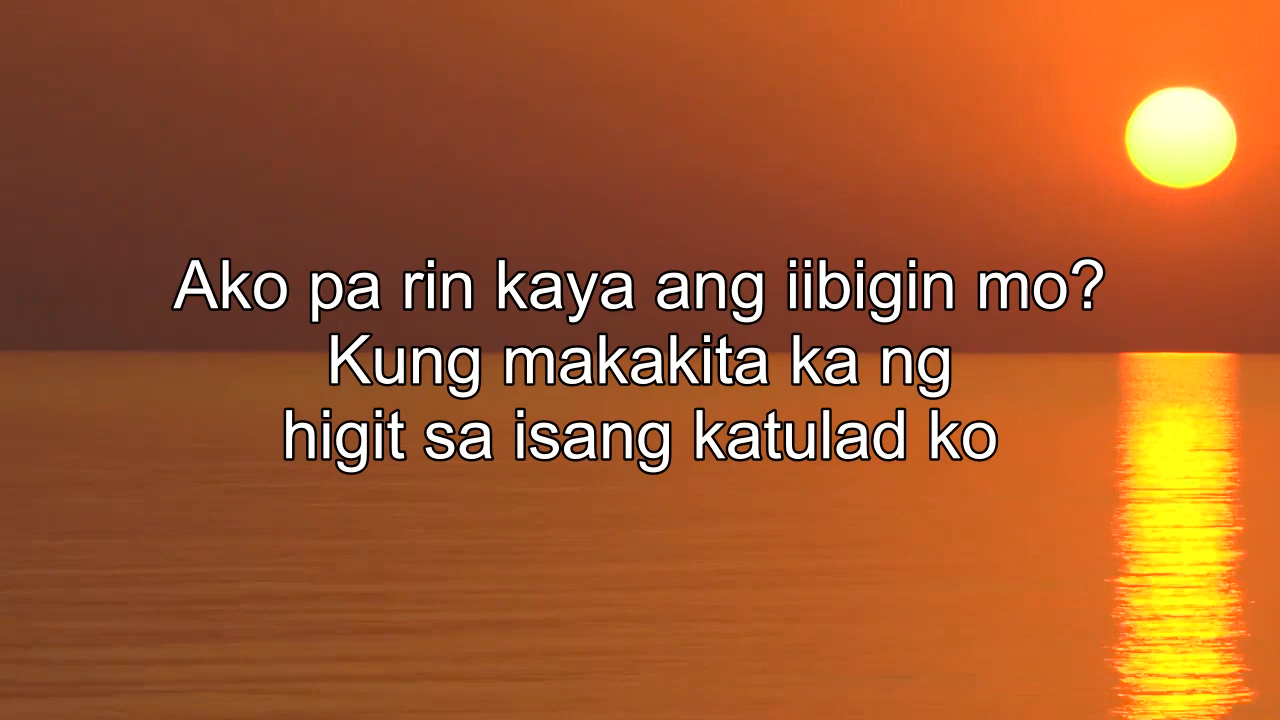 Ako pa rin kaya ang iibigin mo?
Kung makakita ka ng
higit sa isang katulad ko